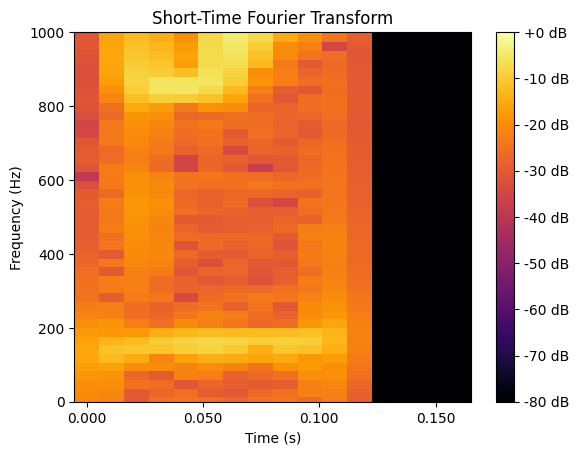 Short-Time Fourier Transform
1000
800
600
400
200
0
Frequency (Hz)
0.000
0.050
0.100
0.150
Time (s)
+0 dB
-10 dB
-20 dB
-30 dB
-40 dB
-50 dB
-60 dB
-70 dB
-80 dB